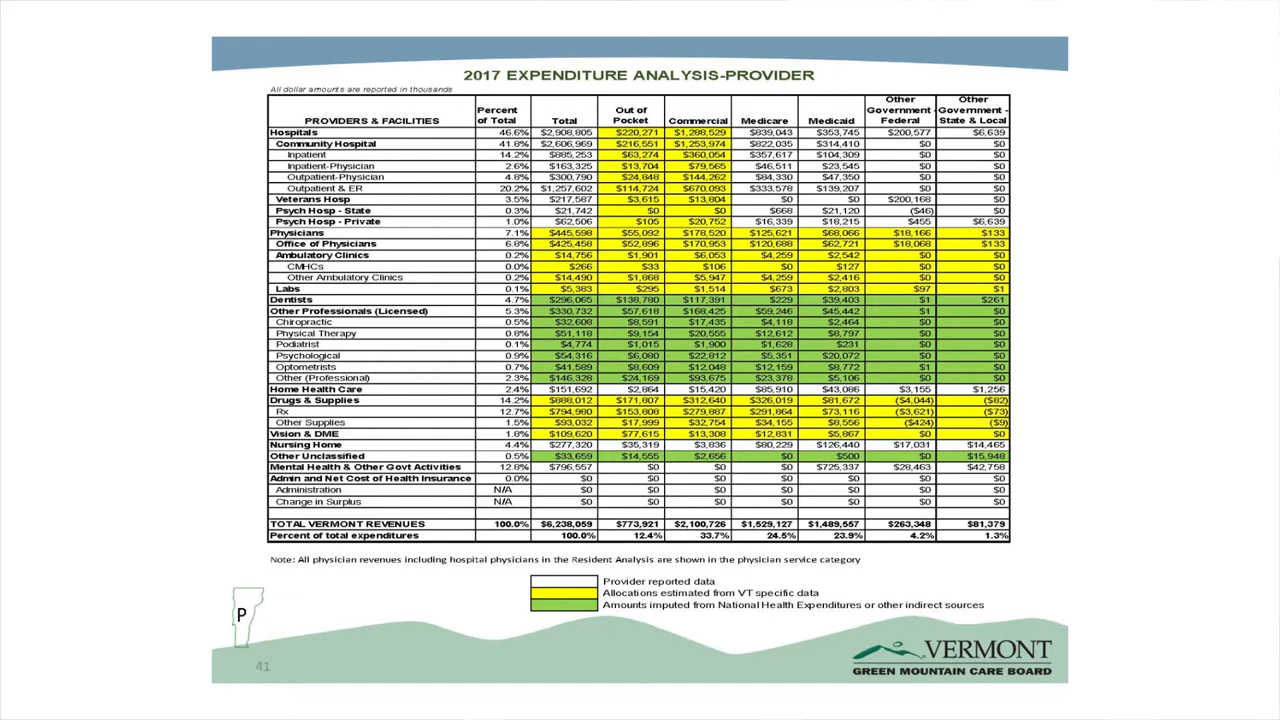 2017 EXPENDITURE ANALYSIS-PROVIDER
All dollar amounts are reported in thousands
PROVIDERS & FACILITIES Percent of Total Total Out of Pocket Commercial Medicare Medicaid Other Government - Federal Other Government - State & Local
Hospitals 46.6% $2,908,805 $220,271 $1,288,529 $839,043 $353,745 $200,577 $6,639
Community Hospital 41.8% $2,606,969 $216,551 $1,253,974 $822,035 $314,410 $0 $0
Inpatient 14.2% $885,253 $63,274 $360,054 $357,617 $104,309 $0 $0
Inpatient-Physician 2.6% $163,325 $13,704 $79,565 $46,511 $23,545 $0 $0
Outpatient-Physician 4.8% $300,790 $24,848 $144,262 $84,330 $47,350 $0 $0
Outpatient & ER 20.2% $1,257,602 $114,724 $670,093 $333,578 $139,207 $0 $0
Veterans Hosp 3.5% $217,587 $3,615 $13,804 $0 $0 $200,168 $0
Psych Hosp - State 0.3% $21,742 $0 $0 $668 $21,120 ($46) $0
Psych Hosp - Private 1.0% $62,506 $105 $20,752 $16,339 $18,215 $455 $6,639
Physicians 7.1% $445,598 $55,092 $178,520 $125,621 $68,066 $18,166 $133
Office of Physicians 6.8% $425,458 $52,896 $170,953 $120,688 $62,721 $18,068 $133
Ambulatory Clinics 0.2% $14,756 $1,901 $6,053 $4,259 $2,542 $0 $0
CMHCs 0.0% $266 $33 $106 $0 $127 $0 $0
Other Ambulatory Clinics 0.2% $14,490 $1,868 $5,947 $4,259 $2,416 $0 $0
Labs 0.1% $5,383 $295 $1,514 $673 $2,803 $97 $1
Dentists 4.7% $296,065 $138,780 $117,391 $229 $39,403 $1 $261
Other Professionals (Licensed) 5.3% $330,732 $57,618 $168,425 $59,246 $45,442 $1 $0
Chiropractic 0.5% $32,608 $8,591 $17,435 $4,118 $2,464 $0 $0
Physical Therapy 0.8% $51,118 $9,154 $20,555 $12,612 $8,797 $0 $0
Podiatrist 0.1% $4,774 $1,015 $1,900 $1,628 $231 $0 $0
Psychological 0.9% $54,316 $6,080 $22,812 $5,351 $20,072 $0 $0
Optometrists 0.7% $41,589 $8,609 $12,048 $12,159 $8,772 $1 $0
Other (Professional) 2.3% $146,328 $24,169 $93,675 $23,378 $5,106 $0 $0
Home Health Care 2.4% $151,692 $2,864 $15,420 $85,910 $43,086 $3,155 $1,256
Drugs & Supplies 14.2% $888,012 $171,807 $312,640 $326,019 $81,672 ($4,044) ($82)
Rx 12.7% $794,980 $153,808 $279,887 $291,864 $73,116 ($3,621) ($73)
Other Supplies 1.5% $93,032 $17,999 $32,754 $34,155 $8,556 ($424) ($9)
Vision & DME 1.8% $109,620 $77,615 $13,308 $12,831 $5,867 $0 $0
Nursing Home 4.4% $277,320 $35,319 $3,836 $80,229 $126,440 $17,031 $14,465
Other Unclassified 0.5% $33,659 $14,555 $2,656 $0 $500 $0 $15,948
Mental Health & Other Govt Activities 12.8% $796,557 $0 $0 $0 $725,337 $28,463 $42,758
Admin and Net Cost of Health Insurance 0.0% $0 $0 $0 $0 $0 $0 $0
Administration N/A $0 $0 $0 $0 $0 $0 $0
Change in Surplus N/A $0 $0 $0 $0 $0 $0 $0
TOTAL VERMONT REVENUES 100.0% $6,238,059 $773,921 $2,100,726 $1,529,127 $1,489,557 $263,348 $81,379
Percent of total expenditures 100.0% 12.4% 33.7% 24.5% 23.9% 4.2% 1.3%
Note: All physician revenues including hospital physicians in the Resident Analysis are shown in the physician service category
Provider reported data
Allocations estimated from VT specific data
Amounts imputed from National Health Expenditures or other indirect sources
P
41
VERMONT
GREEN MOUNTAIN CARE BOARD